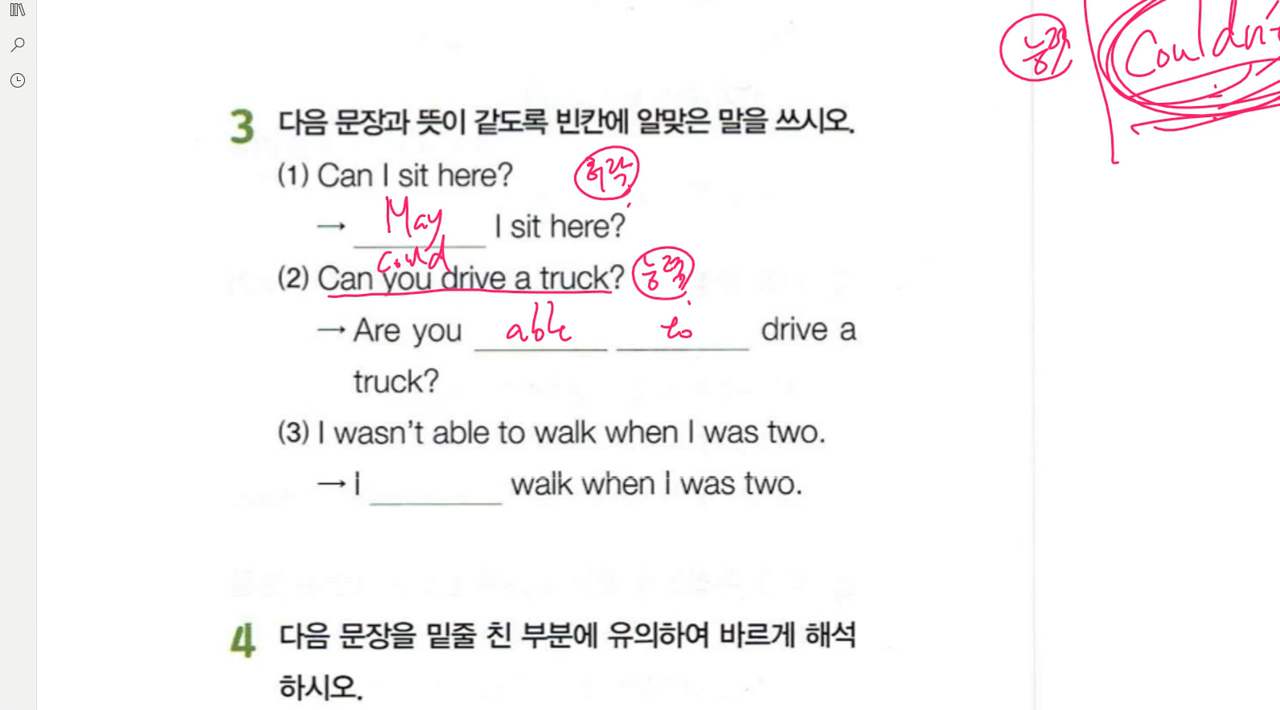 능력
Couldn't
3 다음 문장과 뜻이 같도록 빈칸에 알맞은 말을 쓰시오.
(1) Can I sit here? 허락
→ May I sit here?
could
(2) Can you drive a truck? 능력
→ Are you able to drive a
truck?
(3) I wasn't able to walk when I was two.
→ I ______ walk when I was two.
4 다음 문장을 밑줄 친 부분에 유의하여 바르게 해석
하시오.